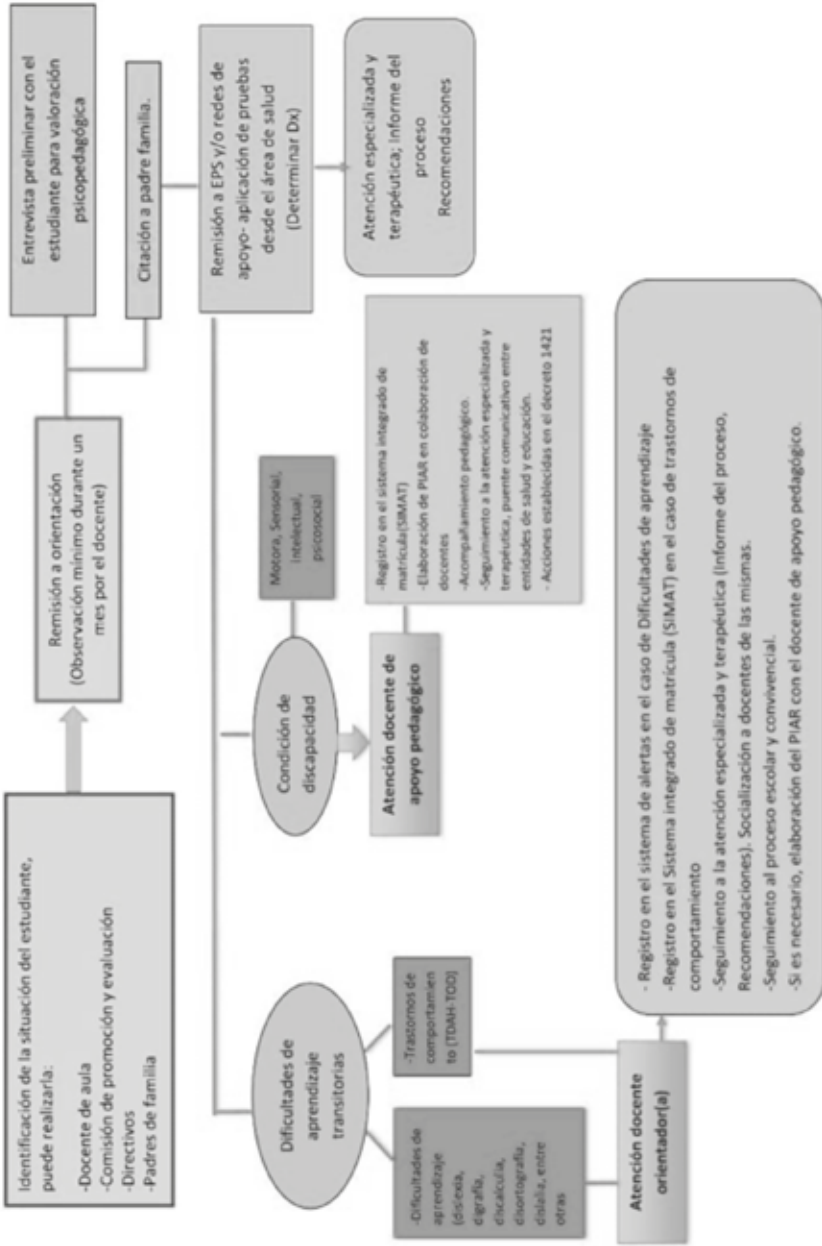 Identificación de la situación del estudiante,
puede realizarla:
-Docente de aula
-Comisión de promoción y evaluación
-Directivos
-Padres de familia
Remisión a orientación
(Observación mínimo durante un
mes por el docente)
Entrevista preliminar con el
estudiante para valoración
psicopedagógica
Citación a padre familia.
Remisión a EPS y/o redes de
apoyo- aplicación de pruebas
desde el área de salud
(Determinar Dx)
Atención especializada y
terapéutica; Informe del
proceso
Recomendaciones
Dificultades de
aprendizaje
transitorias
-Dificultades de
aprendizaje
(dislexia,
digrafía,
discalculia,
disortografía,
dislalia, entre
otras
-Trastornos de
comportamien
to (TDAH-TOD)
Atención docente
orientador(a)
Condición de
discapacidad
Motora, Sensorial,
intelectual,
psicosocial
Atención docente de
apoyo pedagógico
-Registro en el sistema integrado de
matrícula(SIMAT)
-Elaboración de PIAR en colaboración de
docentes
-Acompañamiento pedagógico.
-Seguimiento a la atención especializada y
terapéutica, puente comunicativo entre
entidades de salud y educación.
- Acciones establecidas en el decreto 1421
- Registro en el sistema de alertas en el caso de Dificultades de aprendizaje
-Registro en el Sistema integrado de matrícula (SIMAT) en el caso de trastornos de
comportamiento
-Seguimiento a la atención especializada y terapéutica (Informe del proceso,
Recomendaciones). Socialización a docentes de las mismas.
-Seguimiento al proceso escolar y convivencial.
-Si es necesario, elaboración del PIAR con el docente de apoyo pedagógico.